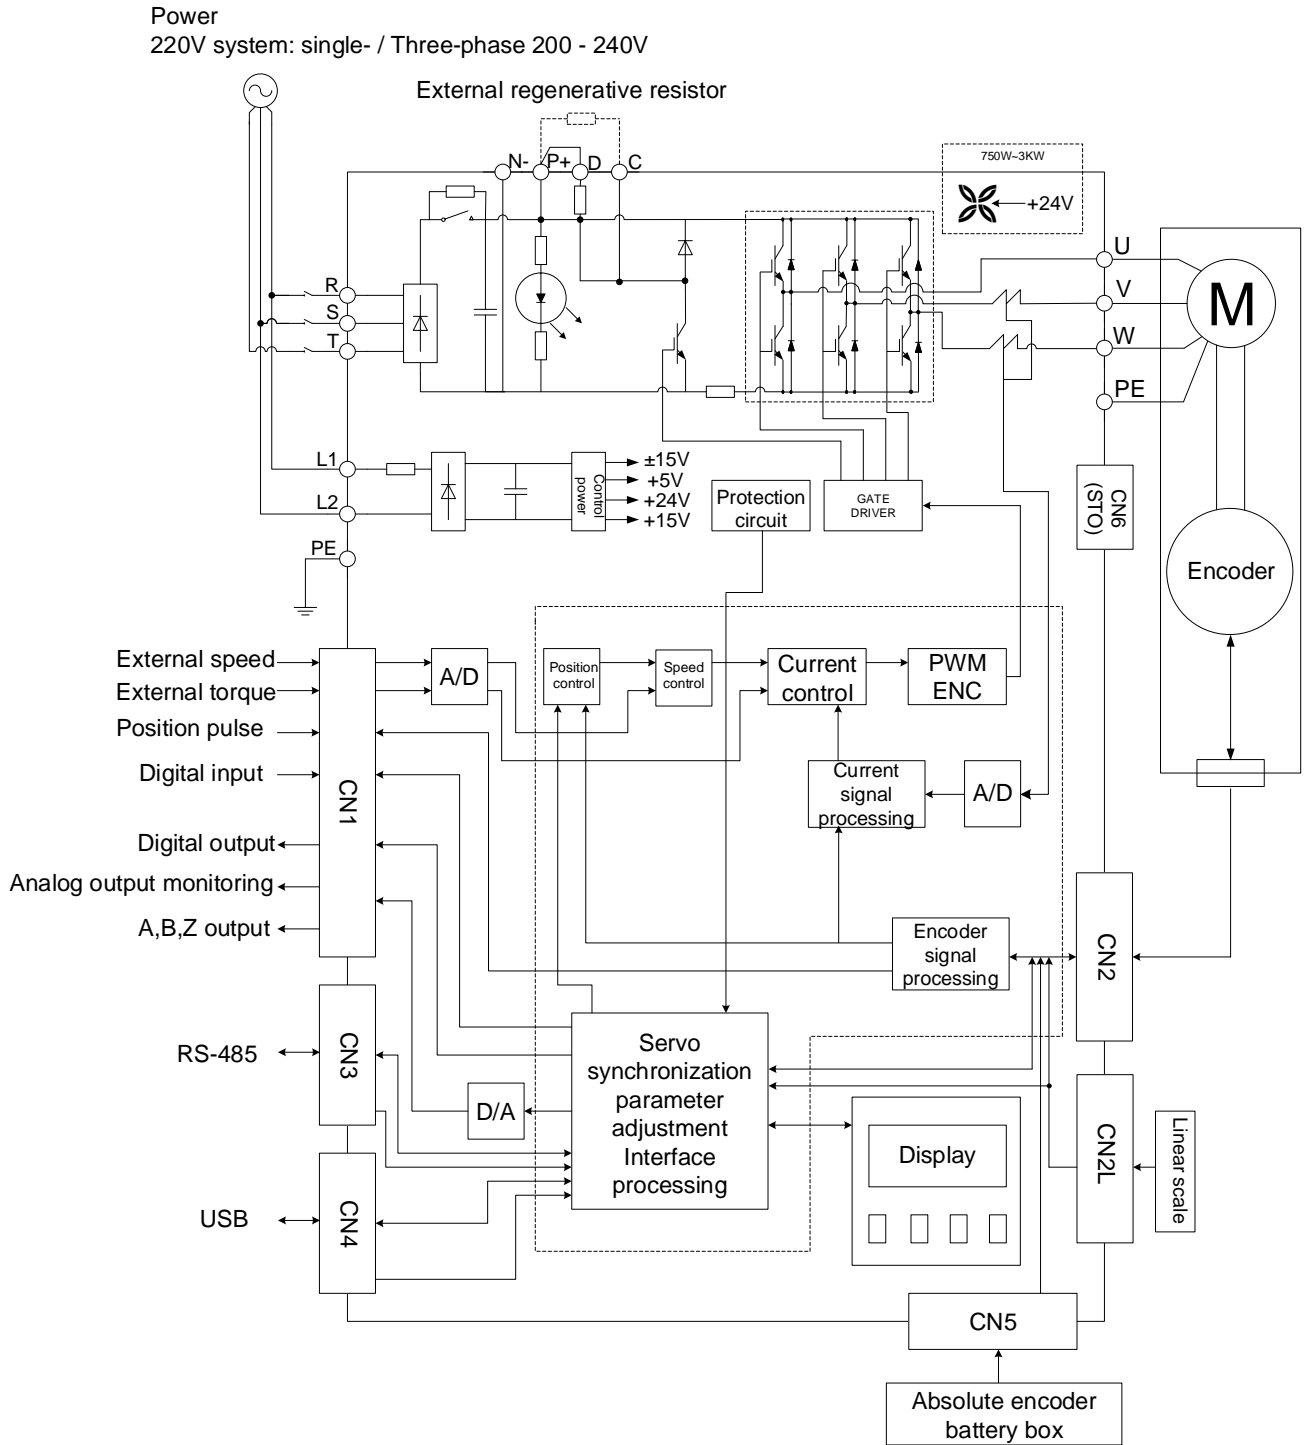 Power
220V system: single- / Three-phase 200 - 240V
External regenerative resistor
N-
P+
D
C
750W~3KW
+24V
R
S
T
U
V
W
PE
M
L1
L2
PE
Control
power
±15V
+5V
+24V
+15V
Protection
circuit
GATE
DRIVER
CN6
(STO)
Encoder
External speed
External torque
Position pulse
Digital input
Digital output
Analog output monitoring
A,B,Z output
CN1
A/D
Position
control
Speed
control
Current
control
PWM
ENC
Current
signal
processing
A/D
Encoder
signal
processing
CN2
RS-485
CN3
D/A
Servo
synchronization
parameter
adjustment
Interface
processing
Display
CN2L
Linear scale
USB
CN4
CN5
Absolute encoder
battery box